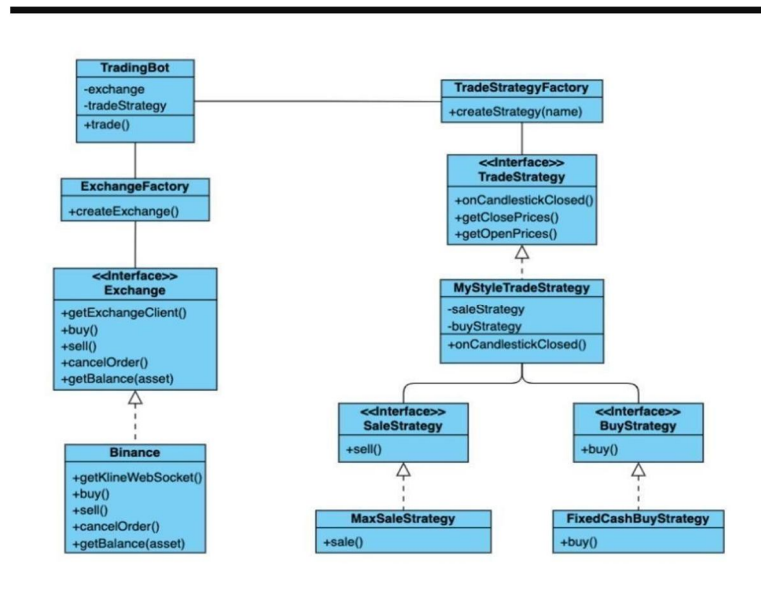 TradingBot
-exchange
-tradeStrategy
+trade()
TradeStrategyFactory
+createStrategy(name)
ExchangeFactory
+createExchange()
<<Interface>>
TradeStrategy
+onCandlestickClosed()
+getClosePrices()
+getOpenPrices()
<<Interface>>
Exchange
+getExchangeClient()
+buy()
+sell()
+cancelOrder()
+getBalance(asset)
MyStyleTradeStrategy
-saleStrategy
-buyStrategy
+onCandlestickClosed()
<<Interface>>
SaleStrategy
+sell()
<<Interface>>
BuyStrategy
+buy()
Binance
+getKlineWebSocket()
+buy()
+sell()
+cancelOrder()
+getBalance(asset)
MaxSaleStrategy
+sale()
FixedCashBuyStrategy
+buy()